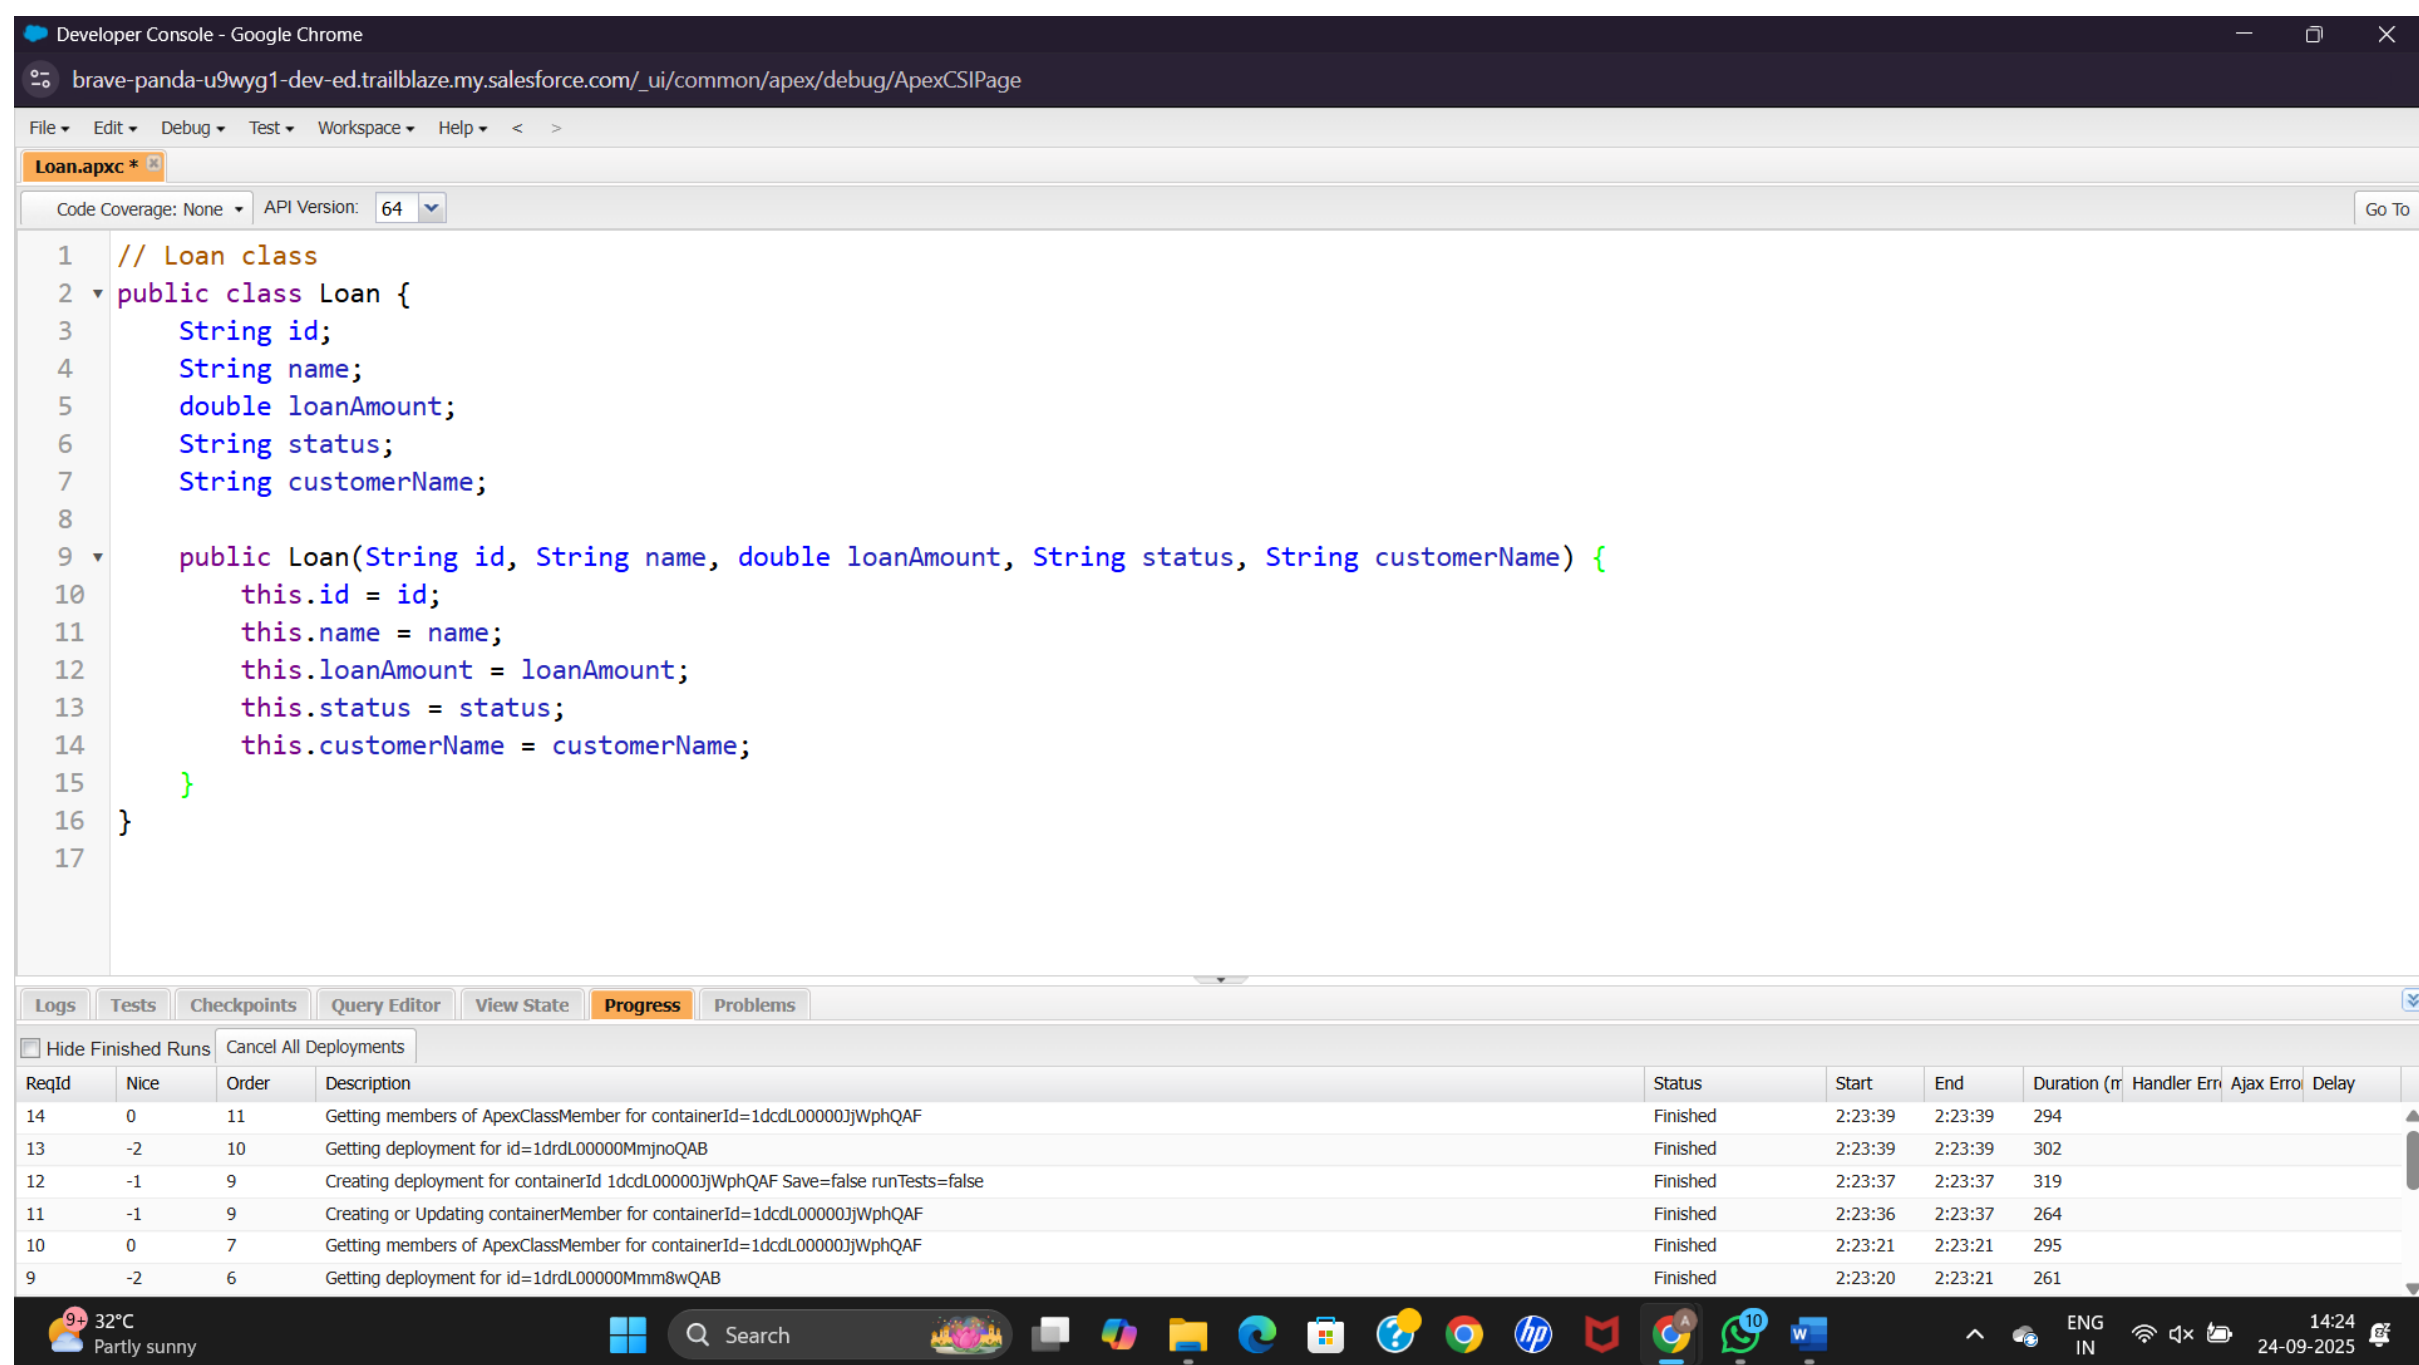 Developer Console - Google Chrome
brave-panda-u9wyg1-dev-ed.trailblaze.my.salesforce.com/_ui/common/apex/debug/ApexCSIPage
File Edit Debug Test Workspace Help < >
Loan.apxc *
Code Coverage: None API Version: 64 Go To
1 // Loan class
2 public class Loan {
3 String id;
4 String name;
5 double loanAmount;
6 String status;
7 String customerName;
8
9 public Loan(String id, String name, double loanAmount, String status, String customerName) {
10 this.id = id;
11 this.name = name;
12 this.loanAmount = loanAmount;
13 this.status = status;
14 this.customerName = customerName;
15 }
16 }
17
Logs Tests Checkpoints Query Editor View State Progress Problems
Hide Finished Runs Cancel All Deployments
ReqId Nice Order Description Status Start End Duration (m Handler Erre Ajax Erro Delay
14 0 11 Getting members of ApexClassMember for containerId=1dcdL00000JjWphQAF Finished 2:23:39 2:23:39 294
13 -2 10 Getting deployment for id=1drdL00000MmjnoQAB Finished 2:23:39 2:23:39 302
12 -1 9 Creating deployment for containerId 1dcdL00000JjWphQAF Save=false runTests=false Finished 2:23:37 2:23:37 319
11 -1 9 Creating or Updating containerMember for containerId=1dcdL00000JjWphQAF Finished 2:23:36 2:23:37 264
10 0 7 Getting members of ApexClassMember for containerId=1dcdL00000JjWphQAF Finished 2:23:21 2:23:21 295
9 -2 6 Getting deployment for id=1drdL00000Mmm8wQAB Finished 2:23:20 2:23:21 261
9+ 32°C
Partly sunny
Search
hp
A
10
W
ENG
IN
14:24
24-09-2025